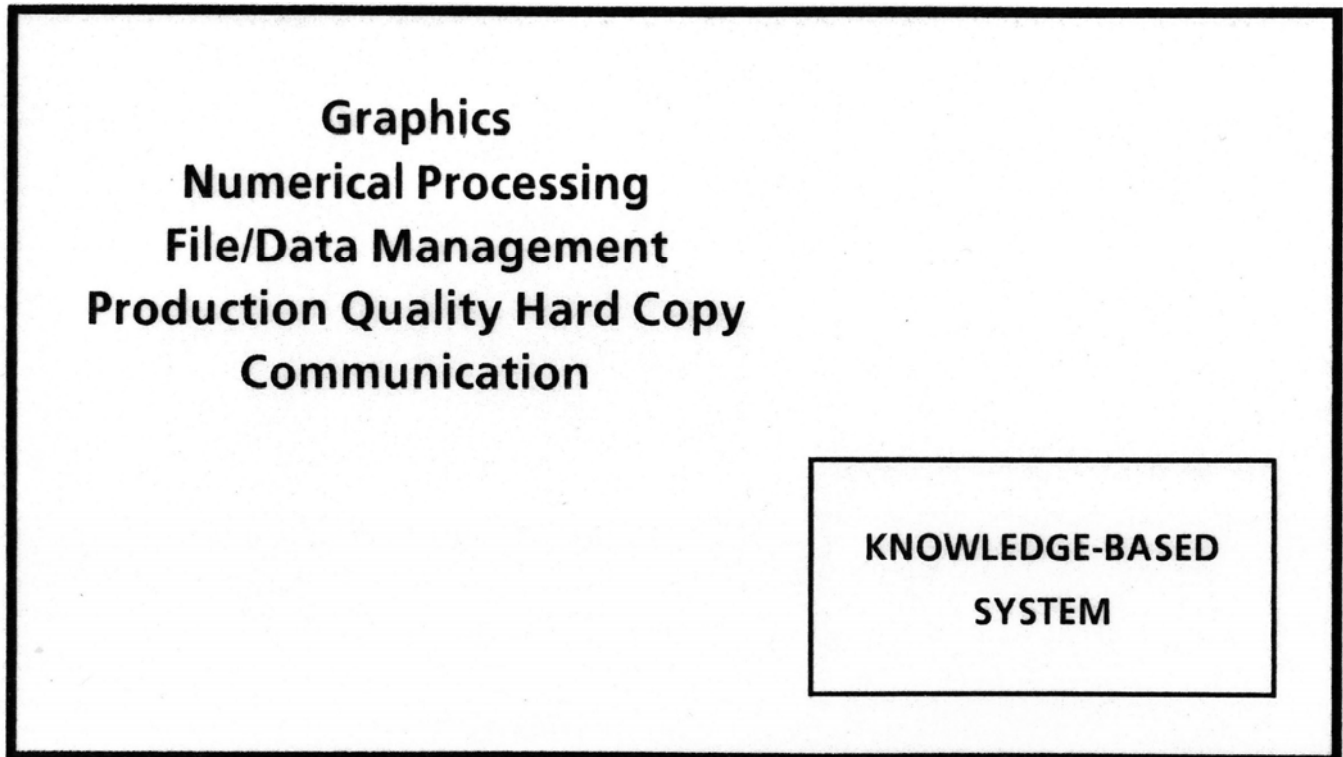 Graphics
Numerical Processing
File/Data Management
Production Quality Hard Copy
Communication
KNOWLEDGE-BASED
SYSTEM